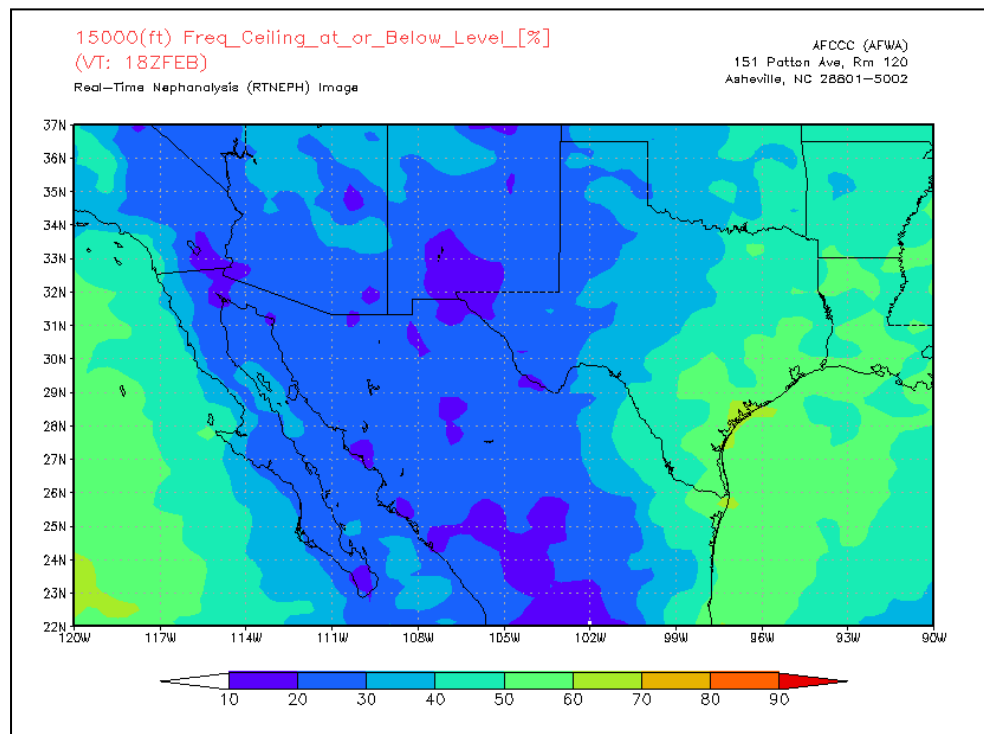 15000(ft) Freq_Ceiling_at_or_Below_Level_[%]
(VT: 18ZFEB)
Real-Time Nephanalysis (RTNEPH) Image
AFCCC (AFWA)
151 Patton Ave, Rm 120
Asheville, NC 28801-5002
37N
36N
35N
34N
33N
32N
31N
30N
29N
28N
27N
26N
25N
24N
23N
22N
120W 117W 114W 111W 108W 105W 102W 99W 96W 93W 90W
10 20 30 40 50 60 70 80 90